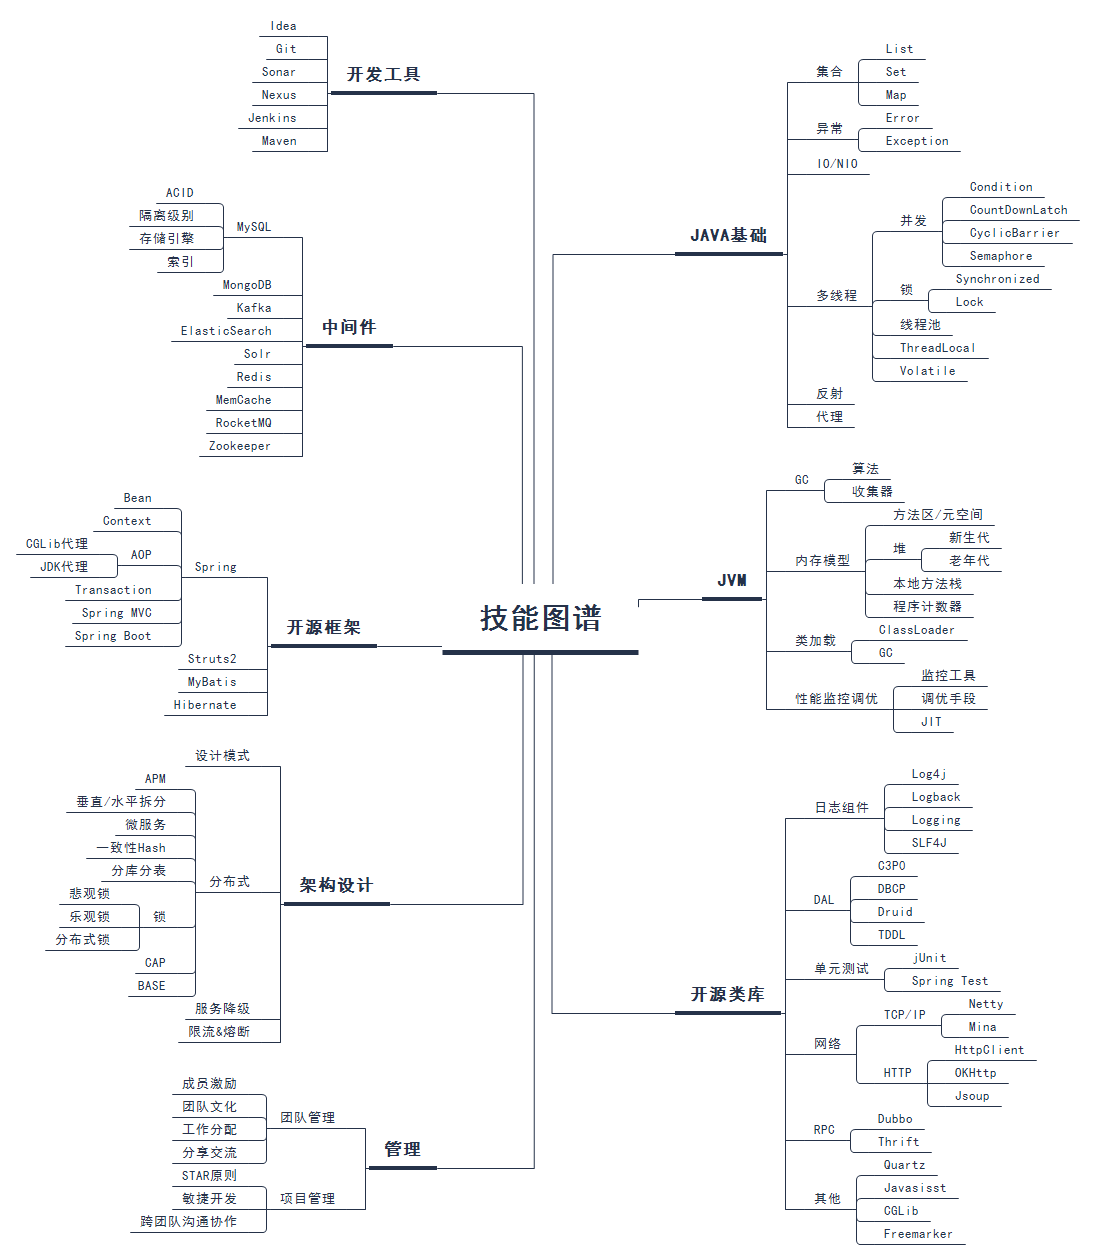 技能图谱
开发工具
Idea
Git
Sonar
Nexus
Jenkins
Maven
中间件
MySQL
ACID
隔离级别
存储引擎
索引
MongoDB
Kafka
ElasticSearch
Solr
Redis
MemCache
RocketMQ
Zookeeper
开源框架
Spring
Bean
Context
AOP
CGLib代理
JDK代理
Transaction
Spring MVC
Spring Boot
Struts2
MyBatis
Hibernate
架构设计
设计模式
分布式
APM
垂直/水平拆分
微服务
一致性Hash
分库分表
锁
悲观锁
乐观锁
分布式锁
CAP
BASE
服务降级
限流&熔断
管理
团队管理
成员激励
团队文化
工作分配
分享交流
项目管理
STAR原则
敏捷开发
跨团队沟通协作
JAVA基础
集合
List
Set
Map
异常
Error
Exception
IO/NIO
多线程
并发
Condition
CountDownLatch
CyclicBarrier
Semaphore
锁
Synchronized
Lock
线程池
ThreadLocal
Volatile
反射
代理
JVM
GC
算法
收集器
内存模型
方法区/元空间
堆
新生代
老年代
本地方法栈
程序计数器
类加载
ClassLoader
GC
性能监控调优
监控工具
调优手段
JIT
开源类库
日志组件
Log4j
Logback
Logging
SLF4J
DAL
C3P0
DBCP
Druid
TDDL
单元测试
jUnit
Spring Test
网络
TCP/IP
Netty
Mina
HTTP
HttpClient
OKHttp
Jsoup
RPC
Dubbo
Thrift
其他
Quartz
Javasisst
CGLib
Freemarker